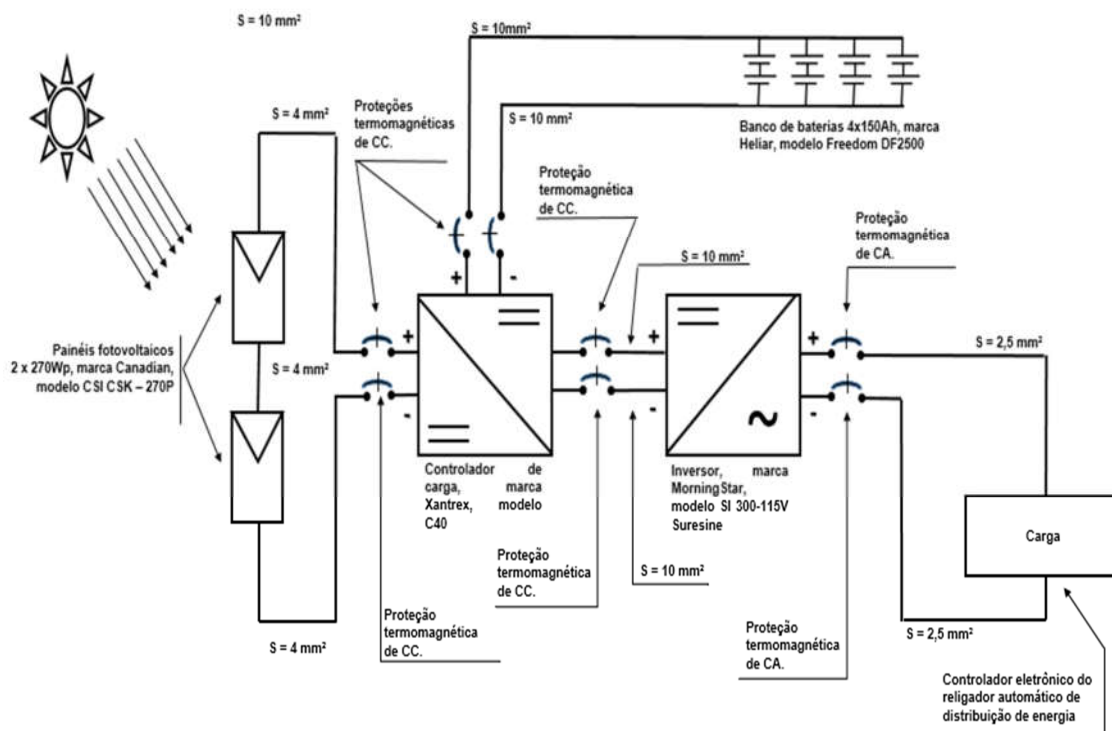 S = 10 mm²
S = 10mm²
S = 4 mm²
Proteções
termomagnéticas
de CC.
S = 10 mm²
Banco de baterias 4x150Ah, marca
Heliar, modelo Freedom DF2500
Proteção
termomagnética
de CC.
Proteção
termomagnética
de CA.
S = 10 mm²
+
-
Painéis fotovoltaicos
2 x 270Wp, marca Canadian,
modelo CSI CSK – 270P
S = 4 mm²
+
-
+
-
+
-
S = 2,5 mm²
Controlador de
carga, marca
Xantrex, modelo
C40
Inversor, marca
MorningStar,
modelo SI 300-115V
Suresine
Carga
Proteção
termomagnética
de CC.
S = 10 mm²
Proteção
termomagnética
de CC.
S = 4 mm²
Proteção
termomagnética
de CA.
S = 2,5 mm²
Controlador eletrônico do
religador automático de
distribuição de energia